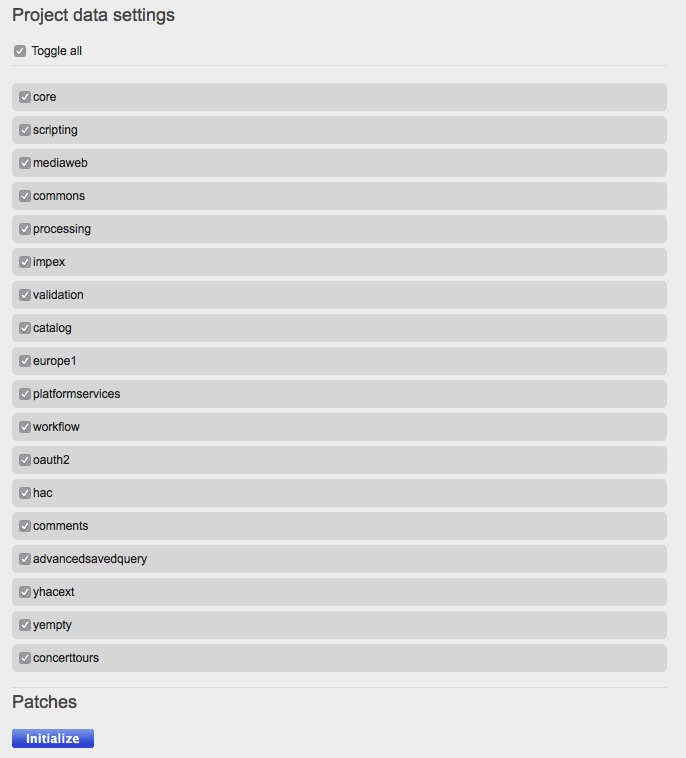 Project data settings
Toggle all
core
scripting
mediaweb
commons
processing
impex
validation
catalog
europe1
platformservices
workflow
oauth2
hac
comments
advancedsavedquery
yhacext
yempty
concerttours
Patches
Initialize